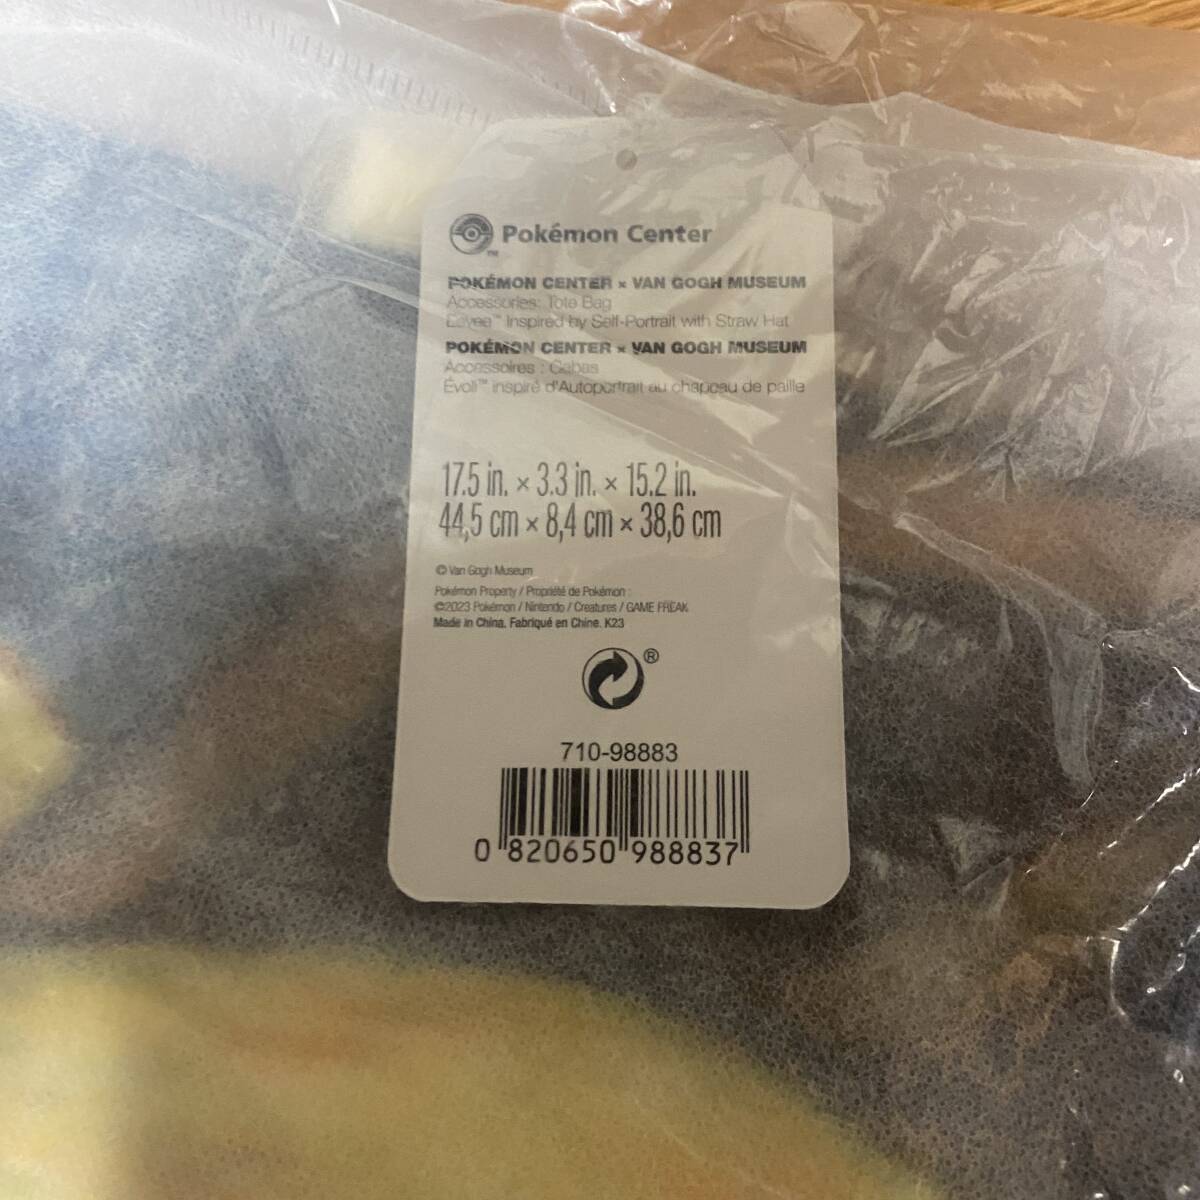 Pokémon Center
TM
POKÉMON CENTER × VAN GOGH MUSEUM
Accessories: Tote Bag
Eevee™ Inspired by Self-Portrait with Straw Hat
POKÉMON CENTER × VAN GOGH MUSEUM
Accessoires : Cabas
Évoli™ inspiré d'Autoportrait au chapeau de paille
17.5 in. × 3.3 in. × 15.2 in.
44,5 cm × 8,4 cm × 38,6 cm
© Van Gogh Museum
Pokémon Property / Propriété de Pokémon :
©2023 Pokémon / Nintendo / Creatures / GAME FREAK
Made in China. Fabriqué en Chine. K23
®
710-98883
0 820650 988837